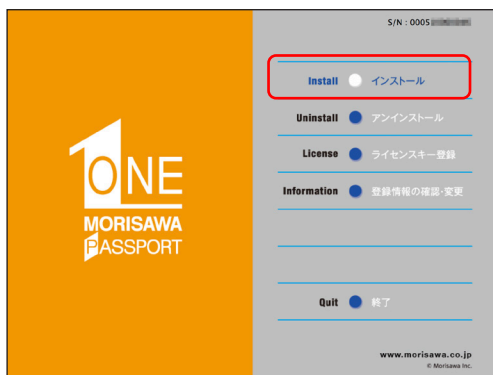 S/N : 0005
Install インストール
Uninstall アンインストール
License ライセンスキー登録
Information 登録情報の確認・変更
Quit 終了
1 ONE
MORISAWA
PASSPORT
www.morisawa.co.jp
© Morisawa Inc.